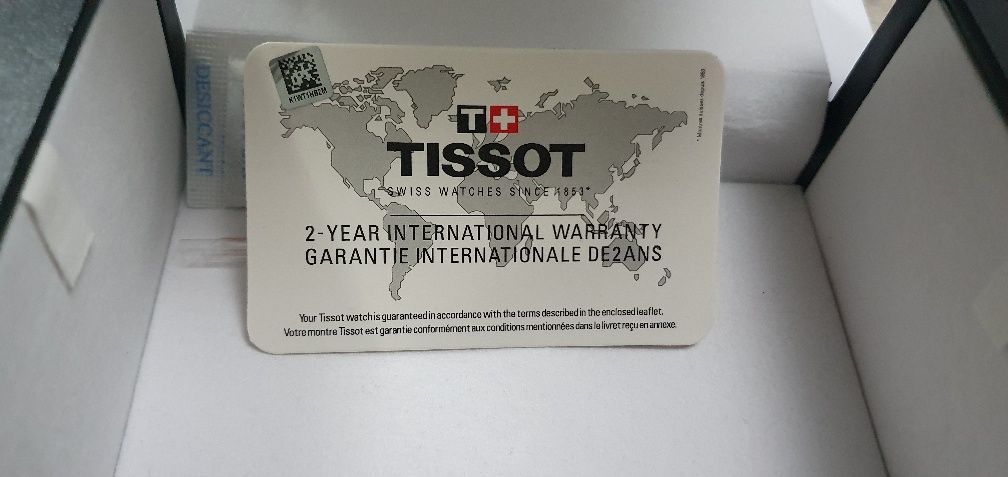 DESICCANT
T+
TISSOT
SWISS WATCHES SINCE 1853*
2-YEAR INTERNATIONAL WARRANTY
GARANTIE INTERNATIONALE DE2ANS
Your Tissot watch is guaranteed in accordance with the terms described in the enclosed leaflet.
Votre montre Tissot est garantie conformément aux conditions mentionnées dans le livret reçu en annexe.